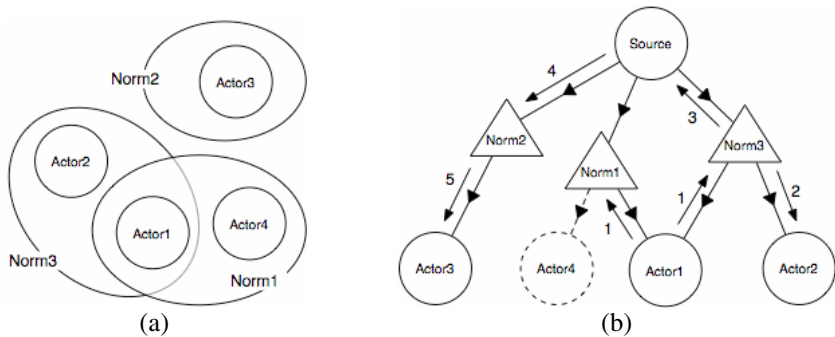 Norm2
Actor3
Actor2
Actor1
Actor4
Norm3
Norm1
(a)
Source
4
3
Norm2
Norm1
Norm3
5
1
1
2
Actor3
Actor4
Actor1
Actor2
(b)